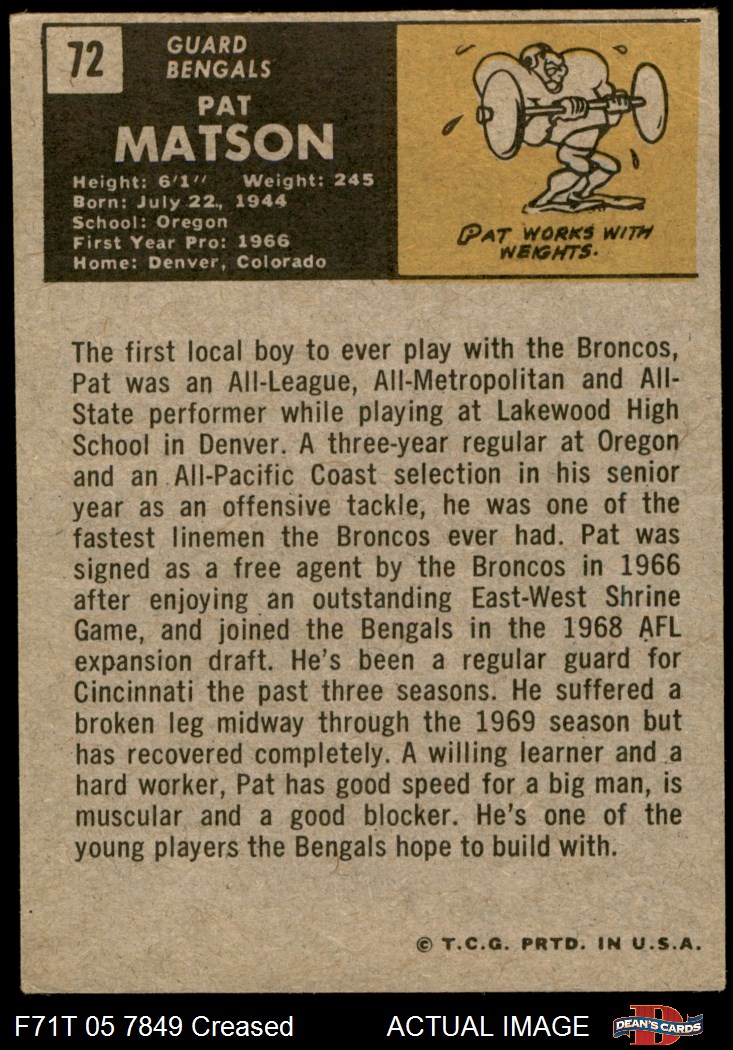 72
GUARD
BENGALS
PAT
MATSON
Height: 6'1'' Weight: 245
Born: July 22, 1944
School: Oregon
First Year Pro: 1966
Home: Denver, Colorado
PAT WORKS WITH
WEIGHTS.
The first local boy to ever play with the Broncos,
Pat was an All-League, All-Metropolitan and All-
State performer while playing at Lakewood High
School in Denver. A three-year regular at Oregon
and an All-Pacific Coast selection in his senior
year as an offensive tackle, he was one of the
fastest linemen the Broncos ever had. Pat was
signed as a free agent by the Broncos in 1966
after enjoying an outstanding East-West Shrine
Game, and joined the Bengals in the 1968 AFL
expansion draft. He's been a regular guard for
Cincinnati the past three seasons. He suffered a
broken leg midway through the 1969 season but
has recovered completely. A willing learner and a
hard worker, Pat has good speed for a big man, is
muscular and a good blocker. He's one of the
young players the Bengals hope to build with.
© T.C.G. PRTD. IN U.S.A.
F71T 05 7849 Creased ACTUAL IMAGE
D
DEAN'S CARDS